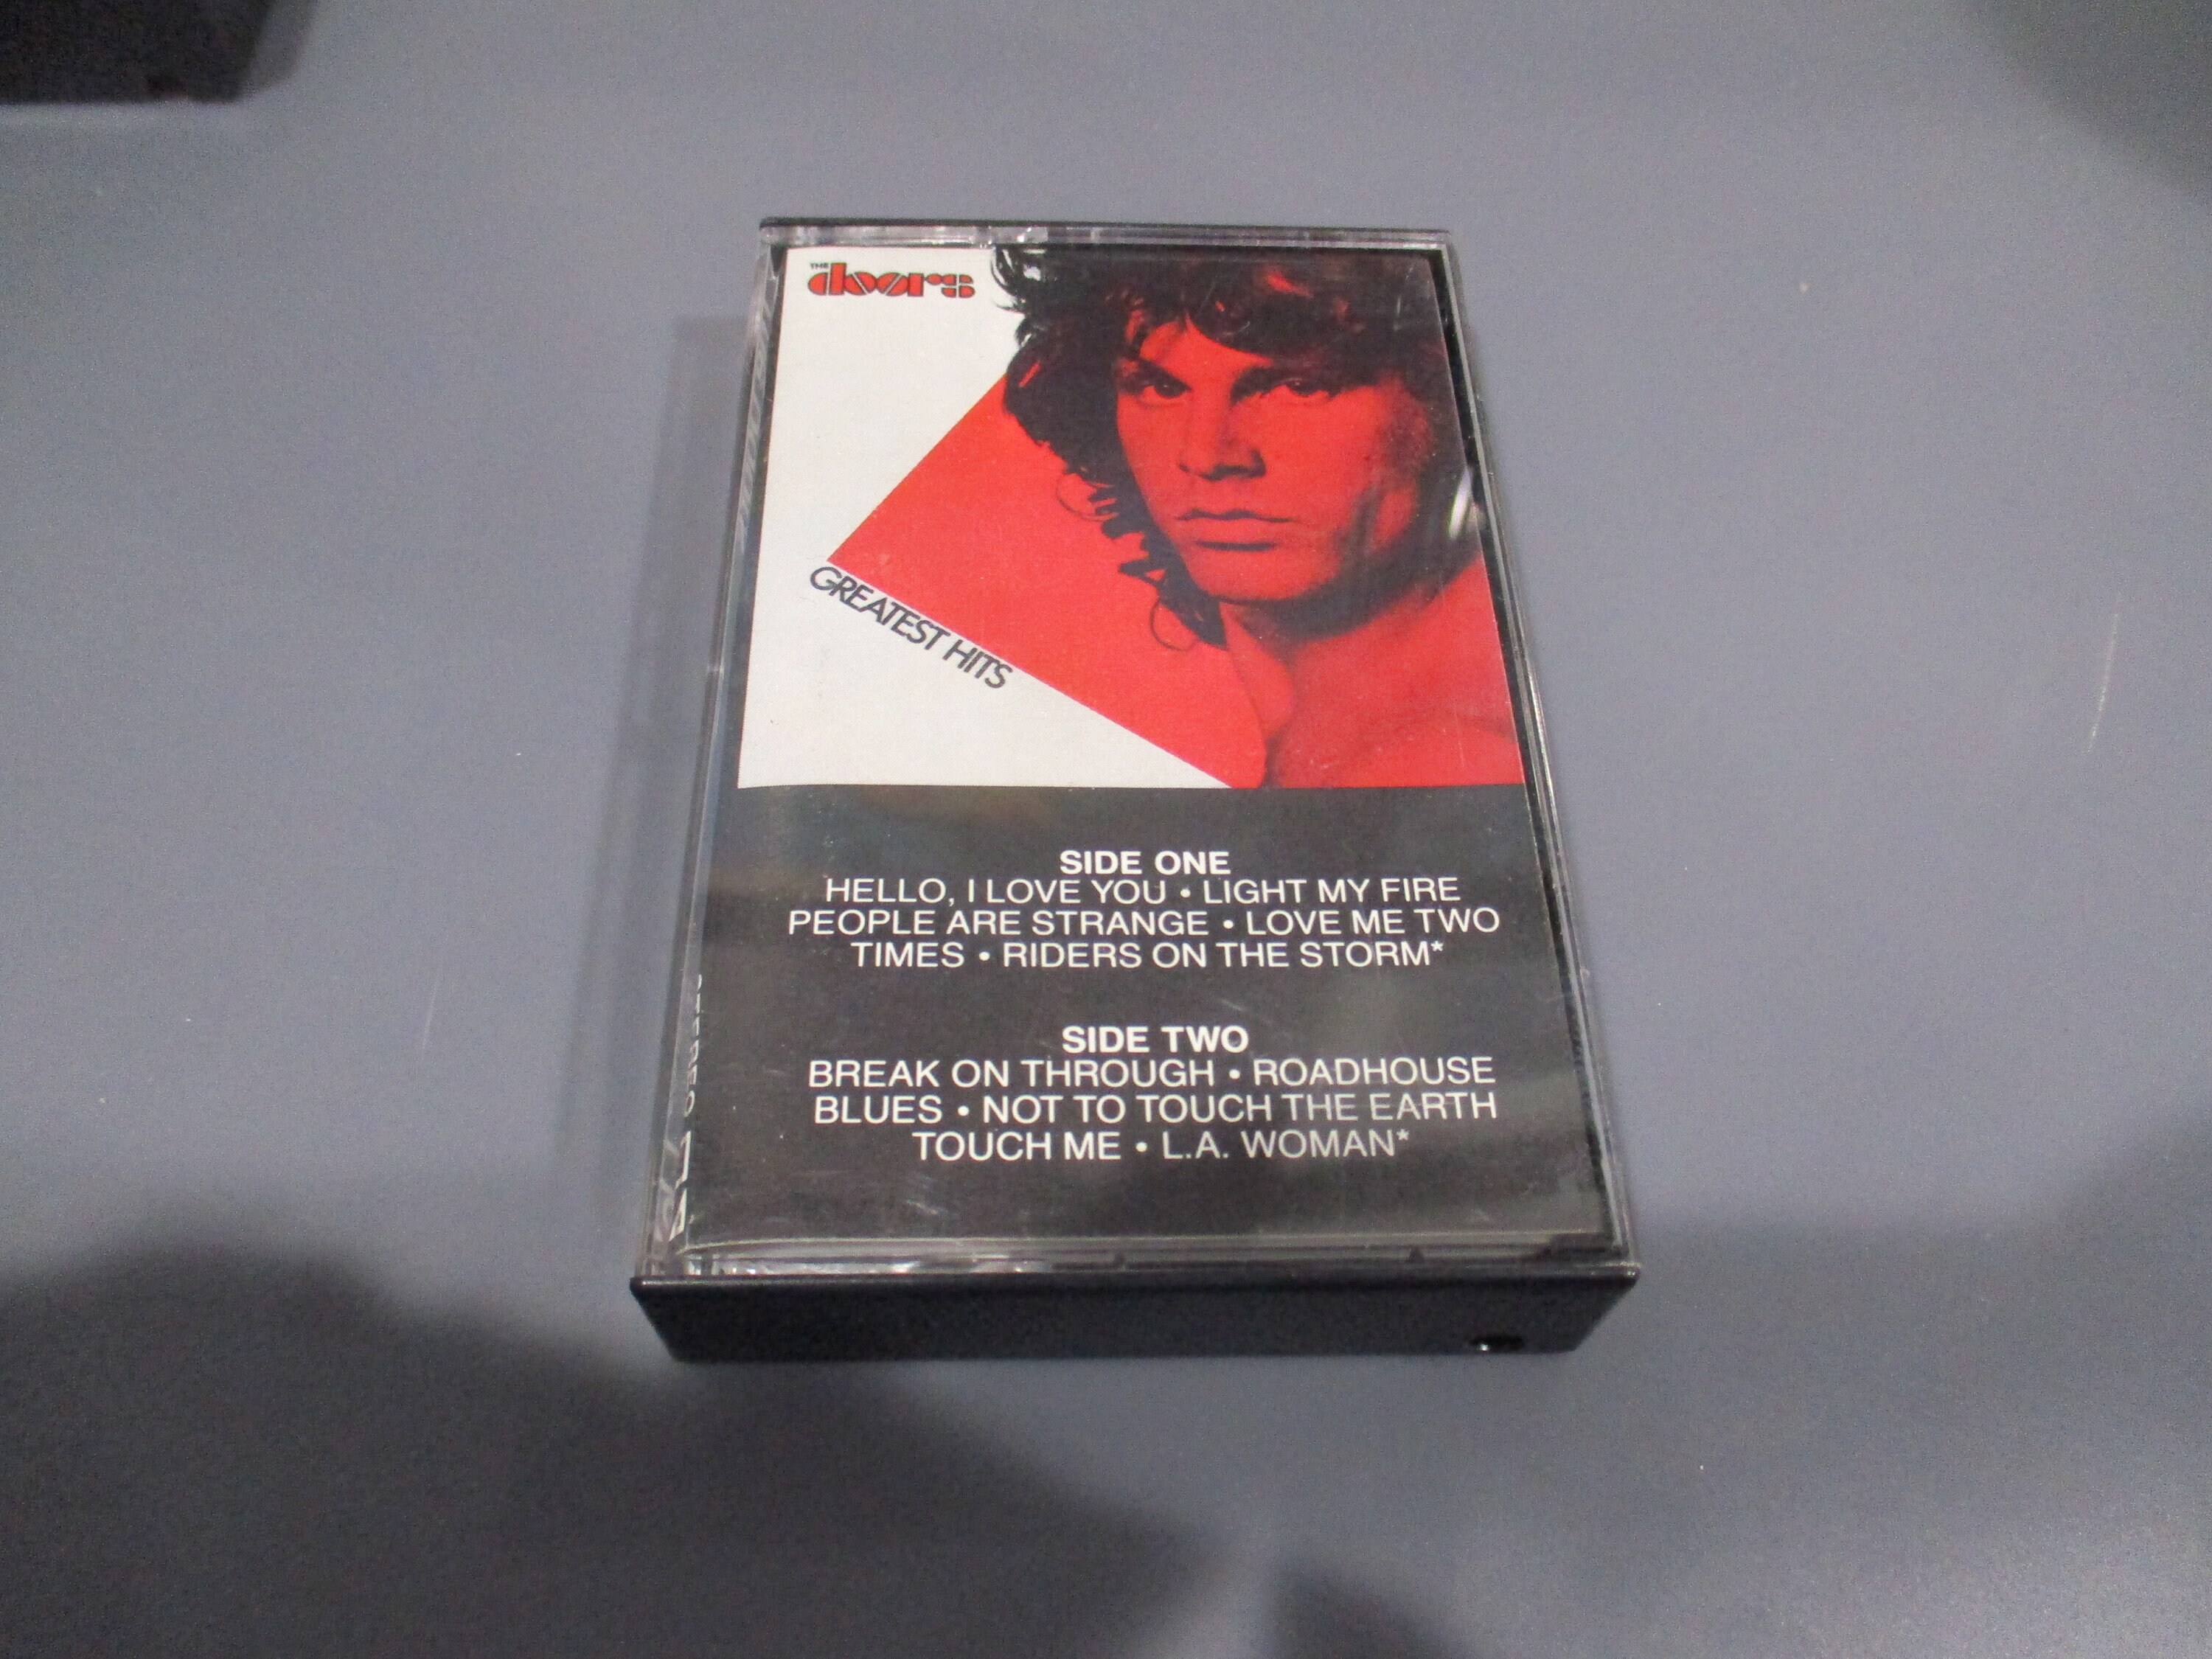 THE
doors
GREATEST HITS
SIDE ONE
HELLO, I LOVE YOU • LIGHT MY FIRE
PEOPLE ARE STRANGE • LOVE ME TWO
TIMES • RIDERS ON THE STORM*
SIDE TWO
BREAK ON THROUGH • ROADHOUSE
BLUES • NOT TO TOUCH THE EARTH
TOUCH ME • L.A. WOMAN*